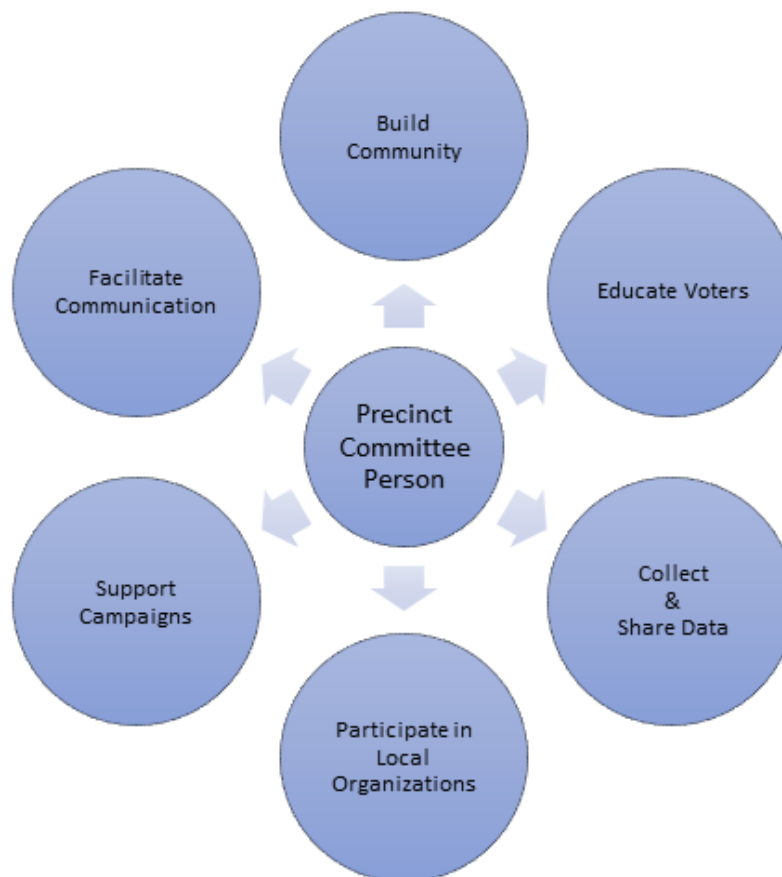 Build
Community
Educate Voters
Collect
&
Share Data
Participate in
Local
Organizations
Support
Campaigns
Facilitate
Communication
Precinct
Committee
Person